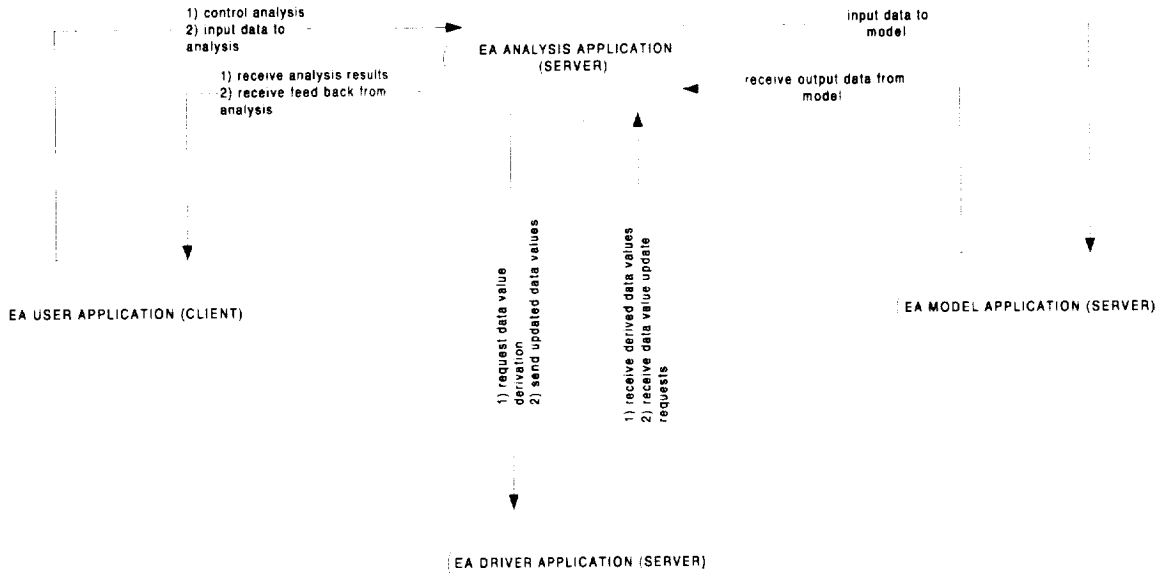 1) control analysis
2) input data to
analysis
input data to
model
EA ANALYSIS APPLICATION
(SERVER)
1) receive analysis results
2) receive feed back from
analysis
receive output data from
model
1) request data value
derivation
2) send updated data values
1) receive derived data values
2) receive data value update
requests
EA USER APPLICATION (CLIENT)
EA MODEL APPLICATION (SERVER)
EA DRIVER APPLICATION (SERVER)